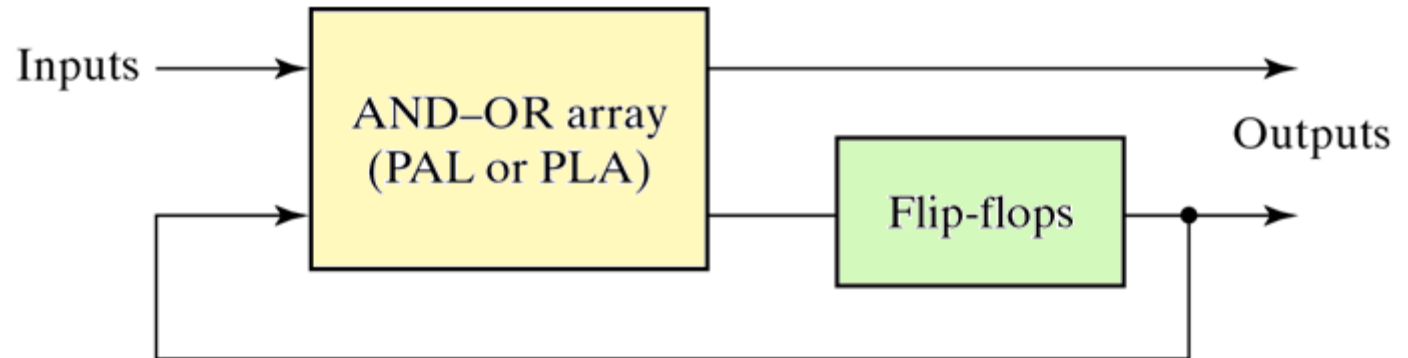 Inputs
AND–OR array
(PAL or PLA)
Outputs
Flip-flops